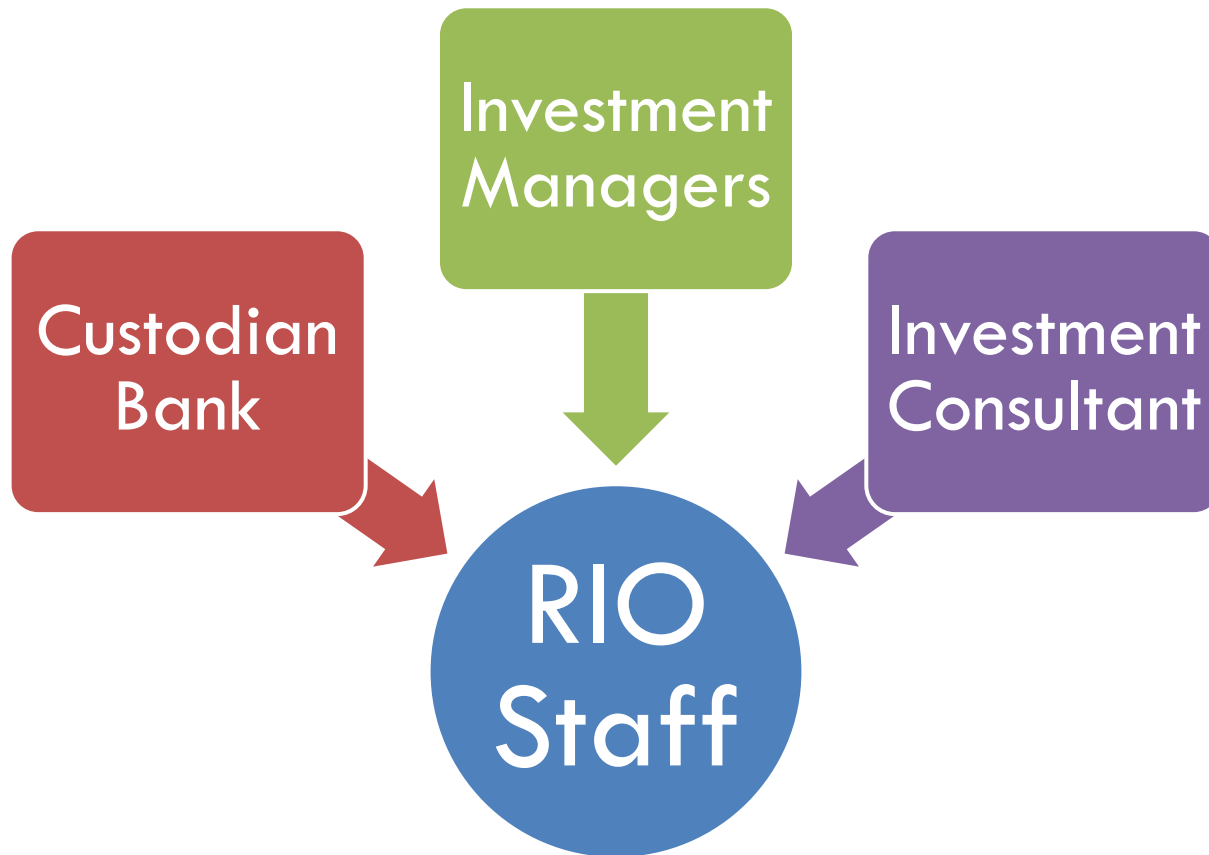 Investment
Managers
Custodian
Bank
Investment
Consultant
RIO
Staff